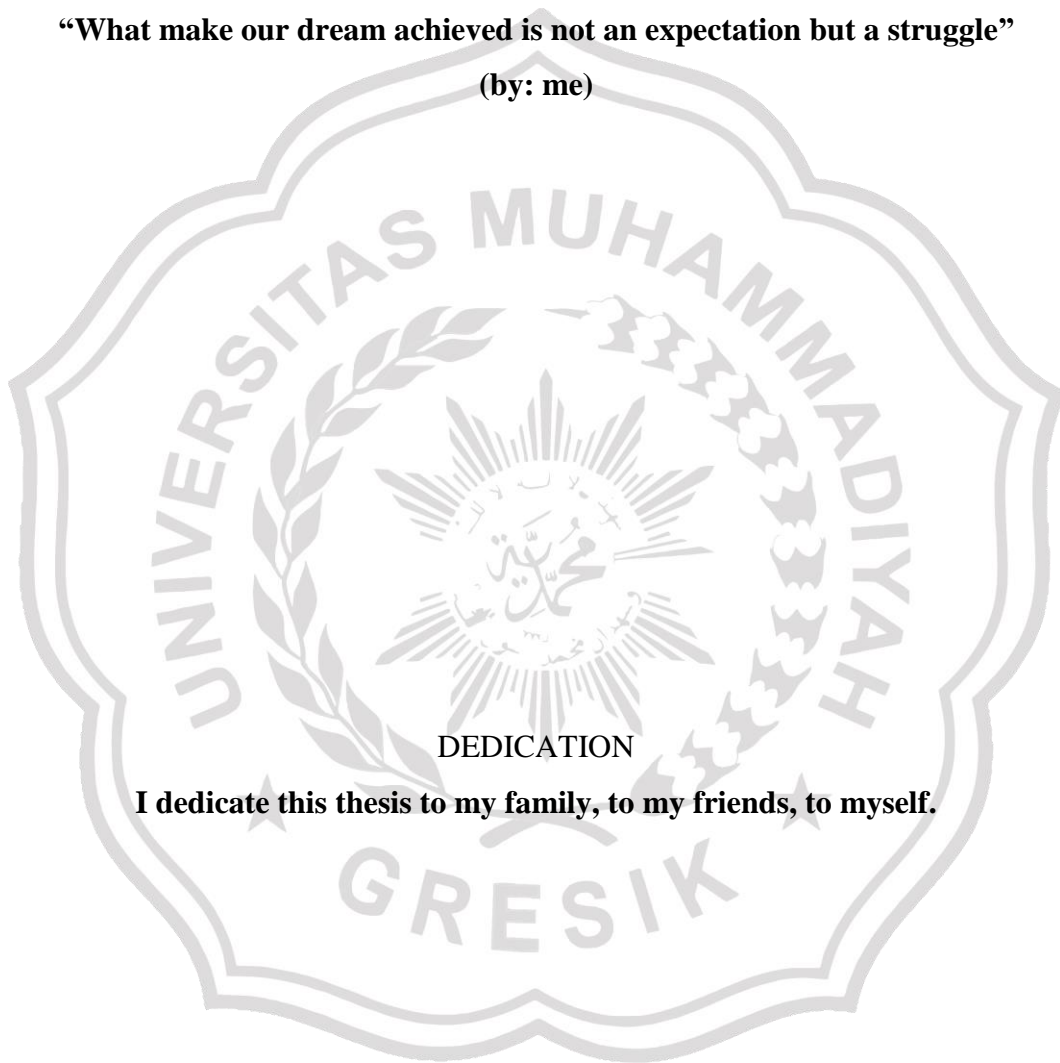 “What make our dream achieved is not an expectation but a struggle”
(by: me)
UNIVERSITAS MUHAMMADIYAH
محمد
DEDICATION
I dedicate this thesis to my family, to my friends, to myself.
GRESIK